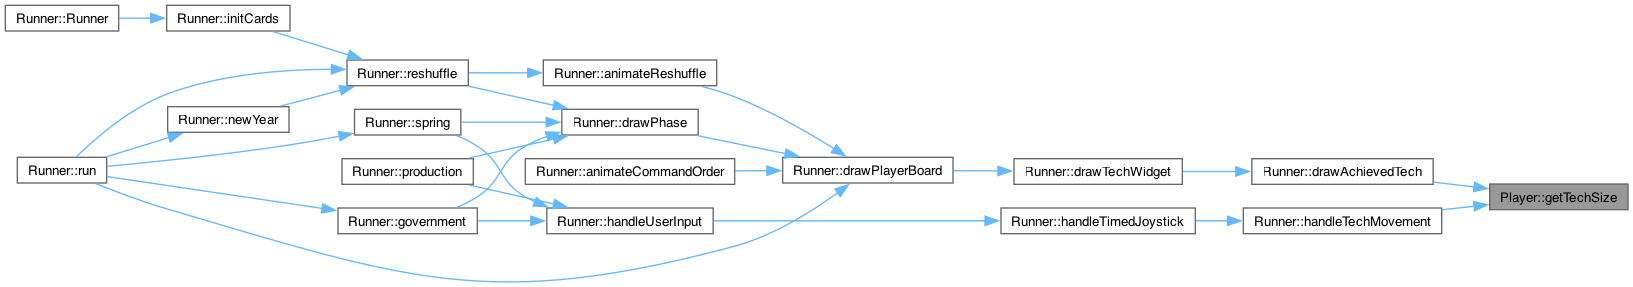 Runner::Runner
Runner::initCards
Runner::reshuffle
Runner::animateReshuffle
Runner::newYear
Runner::spring
Runner::drawPhase
Runner::run
Runner::production
Runner::animateCommandOrder
Runner::drawPlayerBoard
Runner::drawTechWidget
Runner::drawAchievedTech
Player::getTechSize
Runner::government
Runner::handleUserInput
Runner::handleTimedJoystick
Runner::handleTechMovement